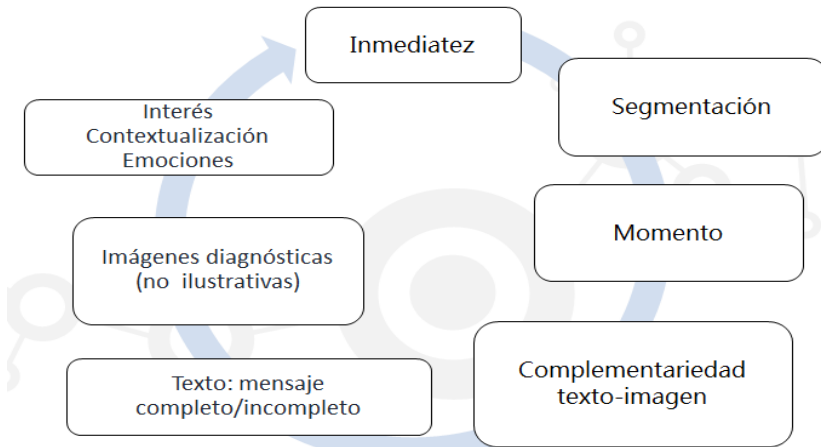 Inmediatez
Segmentación
Momento
Complementariedad
texto-imagen
Texto: mensaje
completo/incompleto
Imágenes diagnósticas
(no ilustrativas)
Interés
Contextualización
Emociones